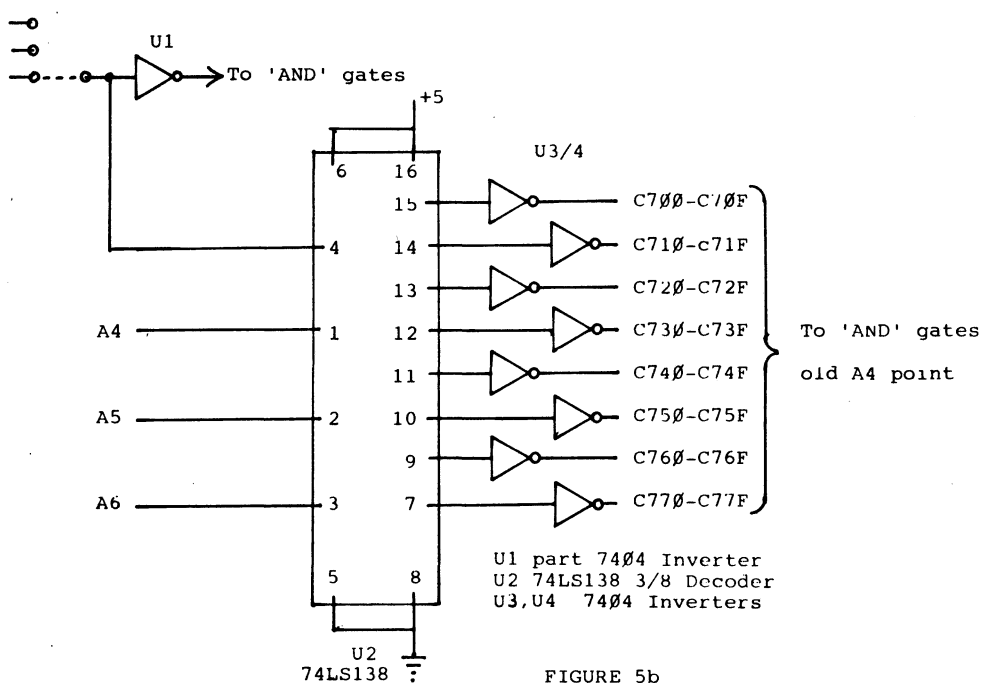 U1
To 'AND' gates
+5
U3/4
6 16
15 C7ØØ-C7ØF
4 14 C71Ø-c71F
13 C72Ø-C72F
A4 1 12 C73Ø-C73F
To 'AND' gates
11 C74Ø-C74F
old A4 point
A5 2 10 C75Ø-C75F
9 C76Ø-C76F
A6 3 7 C77Ø-C77F
5 8
U1 part 74Ø4 Inverter
U2 74LS138 3/8 Decoder
U3,U4 74Ø4 Inverters
U2
74LS138
FIGURE 5b